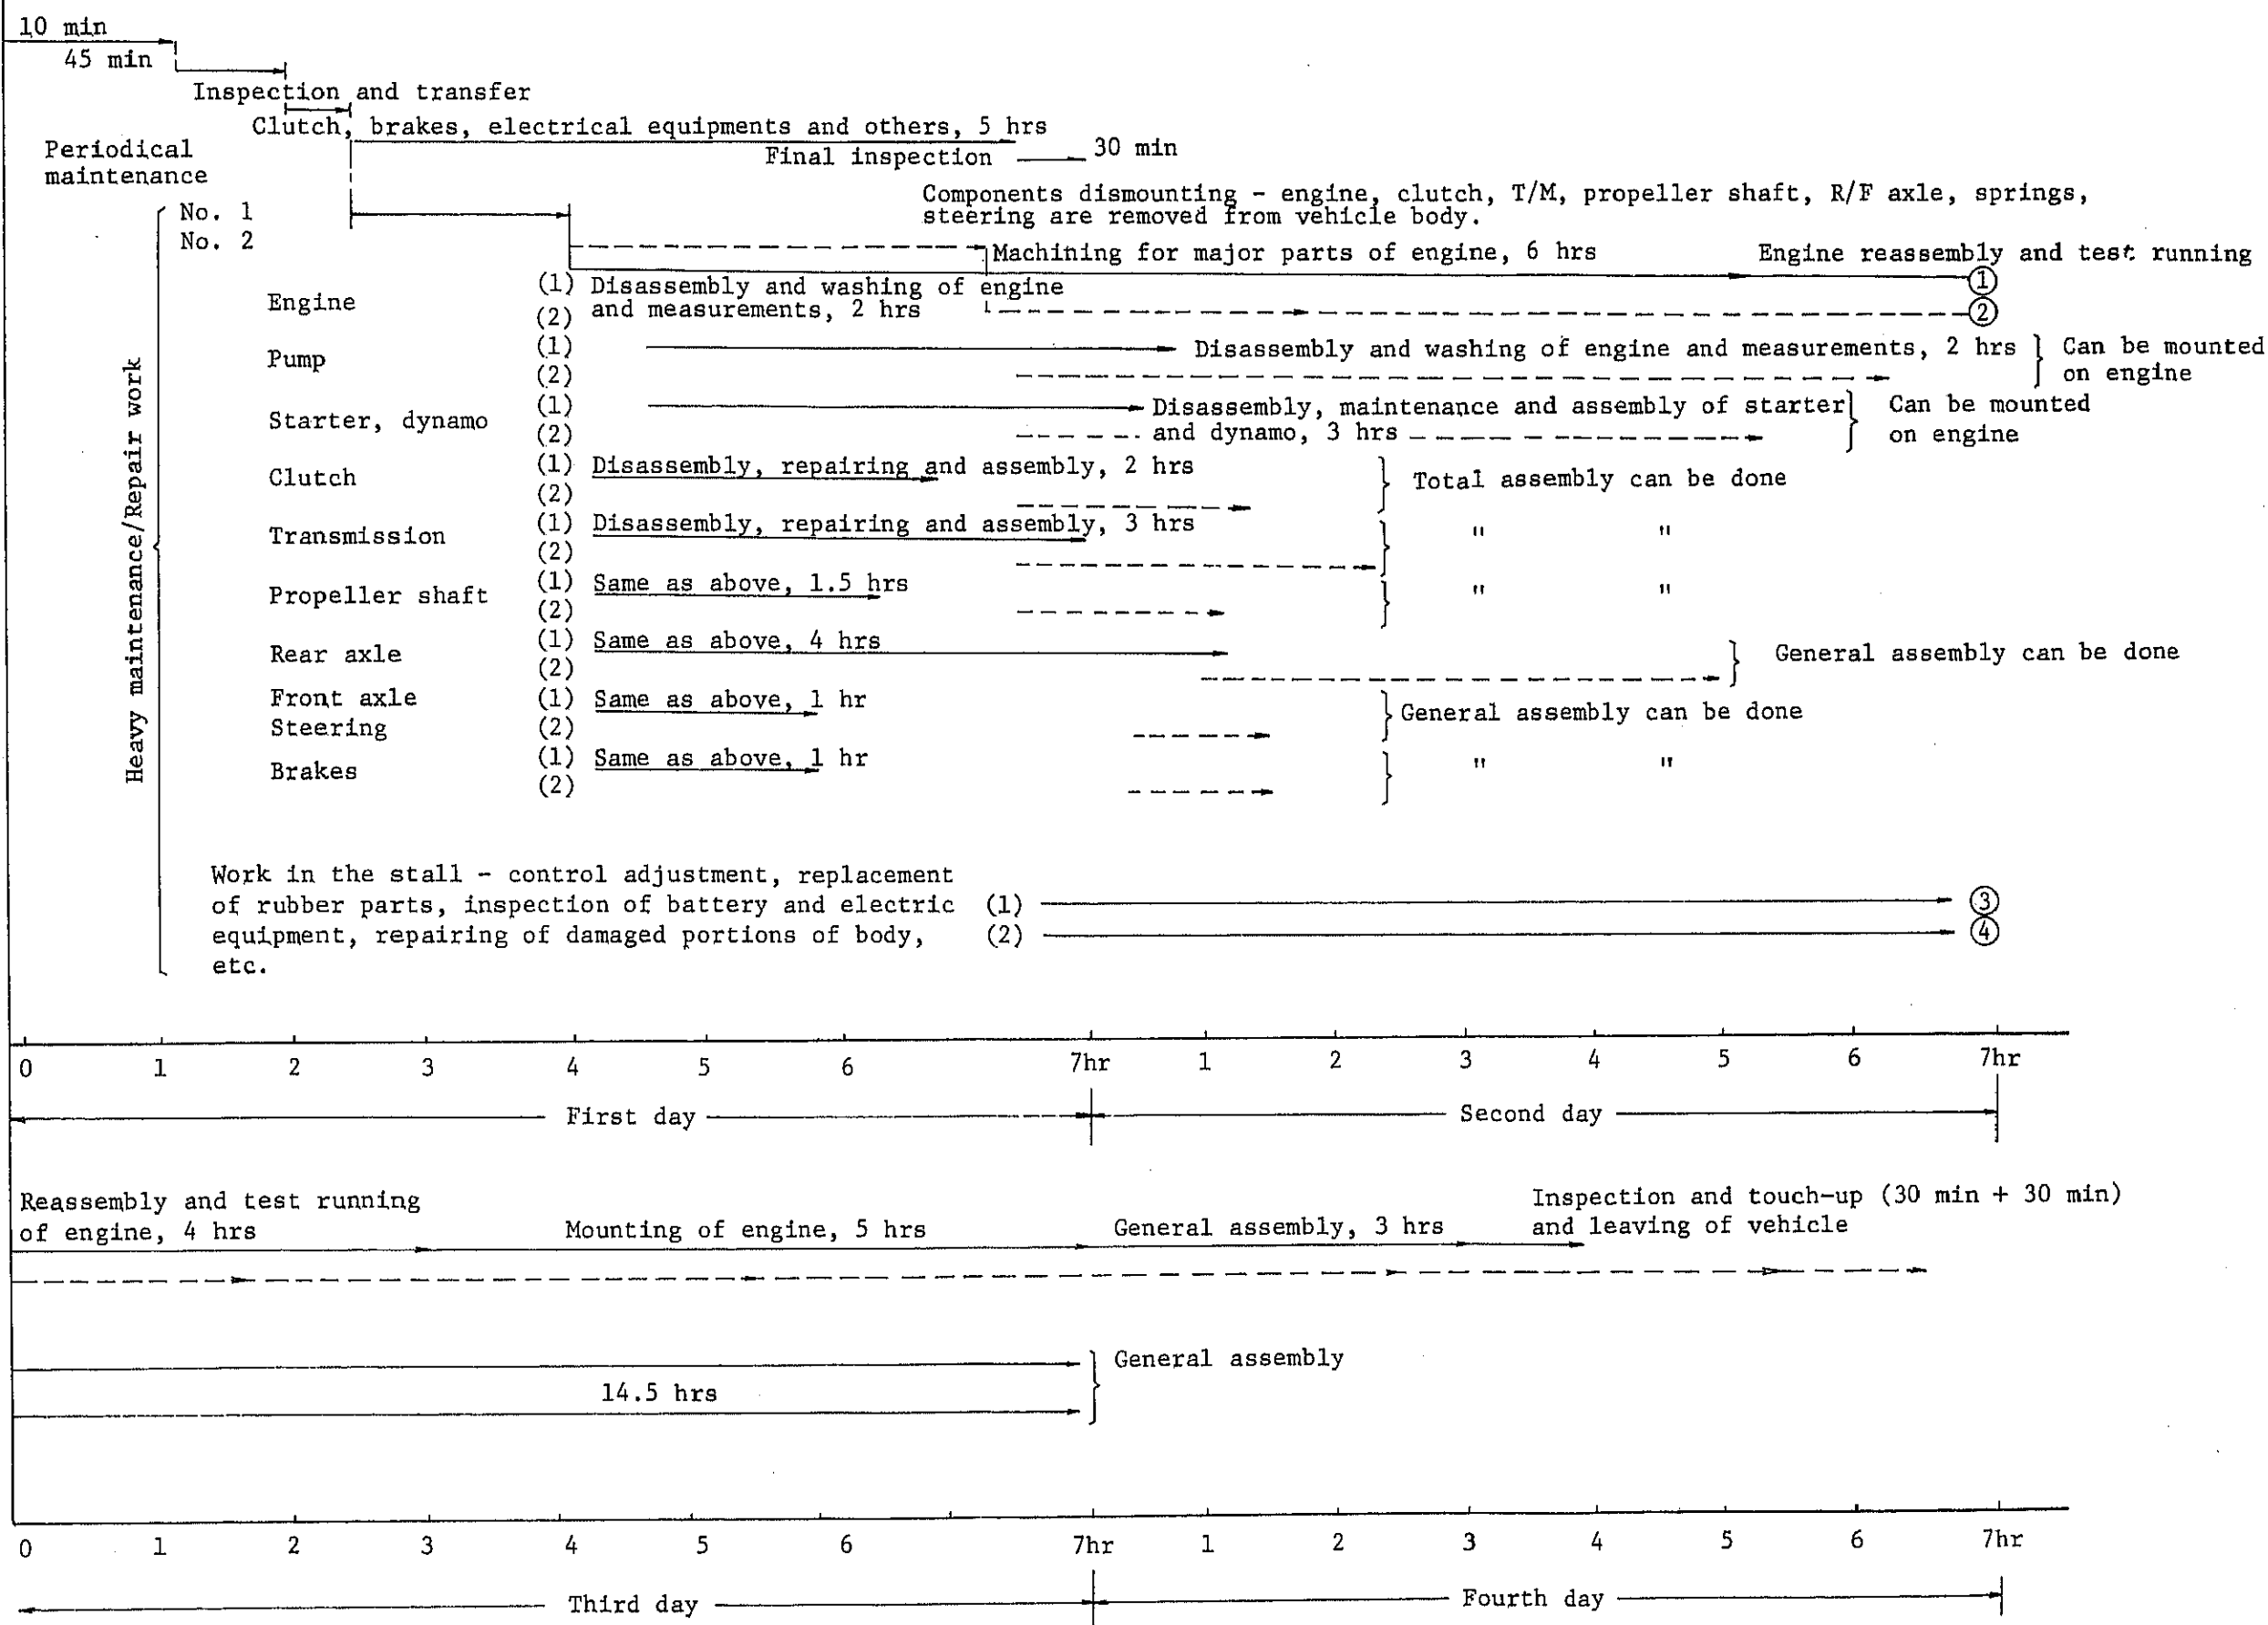 10 min
45 min
Inspection and transfer
Clutch, brakes, electrical equipments and others, 5 hrs
Final inspection
30 min
Periodical
maintenance
Components dismounting - engine, clutch, T/M, propeller shaft, R/F axle, springs,
steering are removed from vehicle body.
No. 1
No. 2
Machining for major parts of engine, 6 hrs
Engine reassembly and test running
Heavy maintenance/Repair work
Engine
(1) Disassembly and washing of engine
(2) and measurements, 2 hrs
①
②
Pump
(1)
(2)
Disassembly and washing of engine and measurements, 2 hrs
Can be mounted
on engine
Starter, dynamo
(1)
(2)
Disassembly, maintenance and assembly of starter
and dynamo, 3 hrs
Can be mounted
on engine
Clutch
(1) Disassembly, repairing and assembly, 2 hrs
(2)
Total assembly can be done
Transmission
(1) Disassembly, repairing and assembly, 3 hrs
(2)
" "
Propeller shaft
(1) Same as above, 1.5 hrs
(2)
" "
Rear axle
(1) Same as above, 4 hrs
(2)
General assembly can be done
Front axle
Steering
(1) Same as above, 1 hr
(2)
General assembly can be done
Brakes
(1) Same as above, 1 hr
(2)
" "
Work in the stall - control adjustment, replacement
of rubber parts, inspection of battery and electric (1) ③
equipment, repairing of damaged portions of body, (2) ④
etc.
0 1 2 3 4 5 6 7hr 1 2 3 4 5 6 7hr
First day Second day
Reassembly and test running
of engine, 4 hrs
Mounting of engine, 5 hrs
General assembly, 3 hrs
Inspection and touch-up (30 min + 30 min)
and leaving of vehicle
General assembly
14.5 hrs
0 1 2 3 4 5 6 7hr 1 2 3 4 5 6 7hr
Third day Fourth day